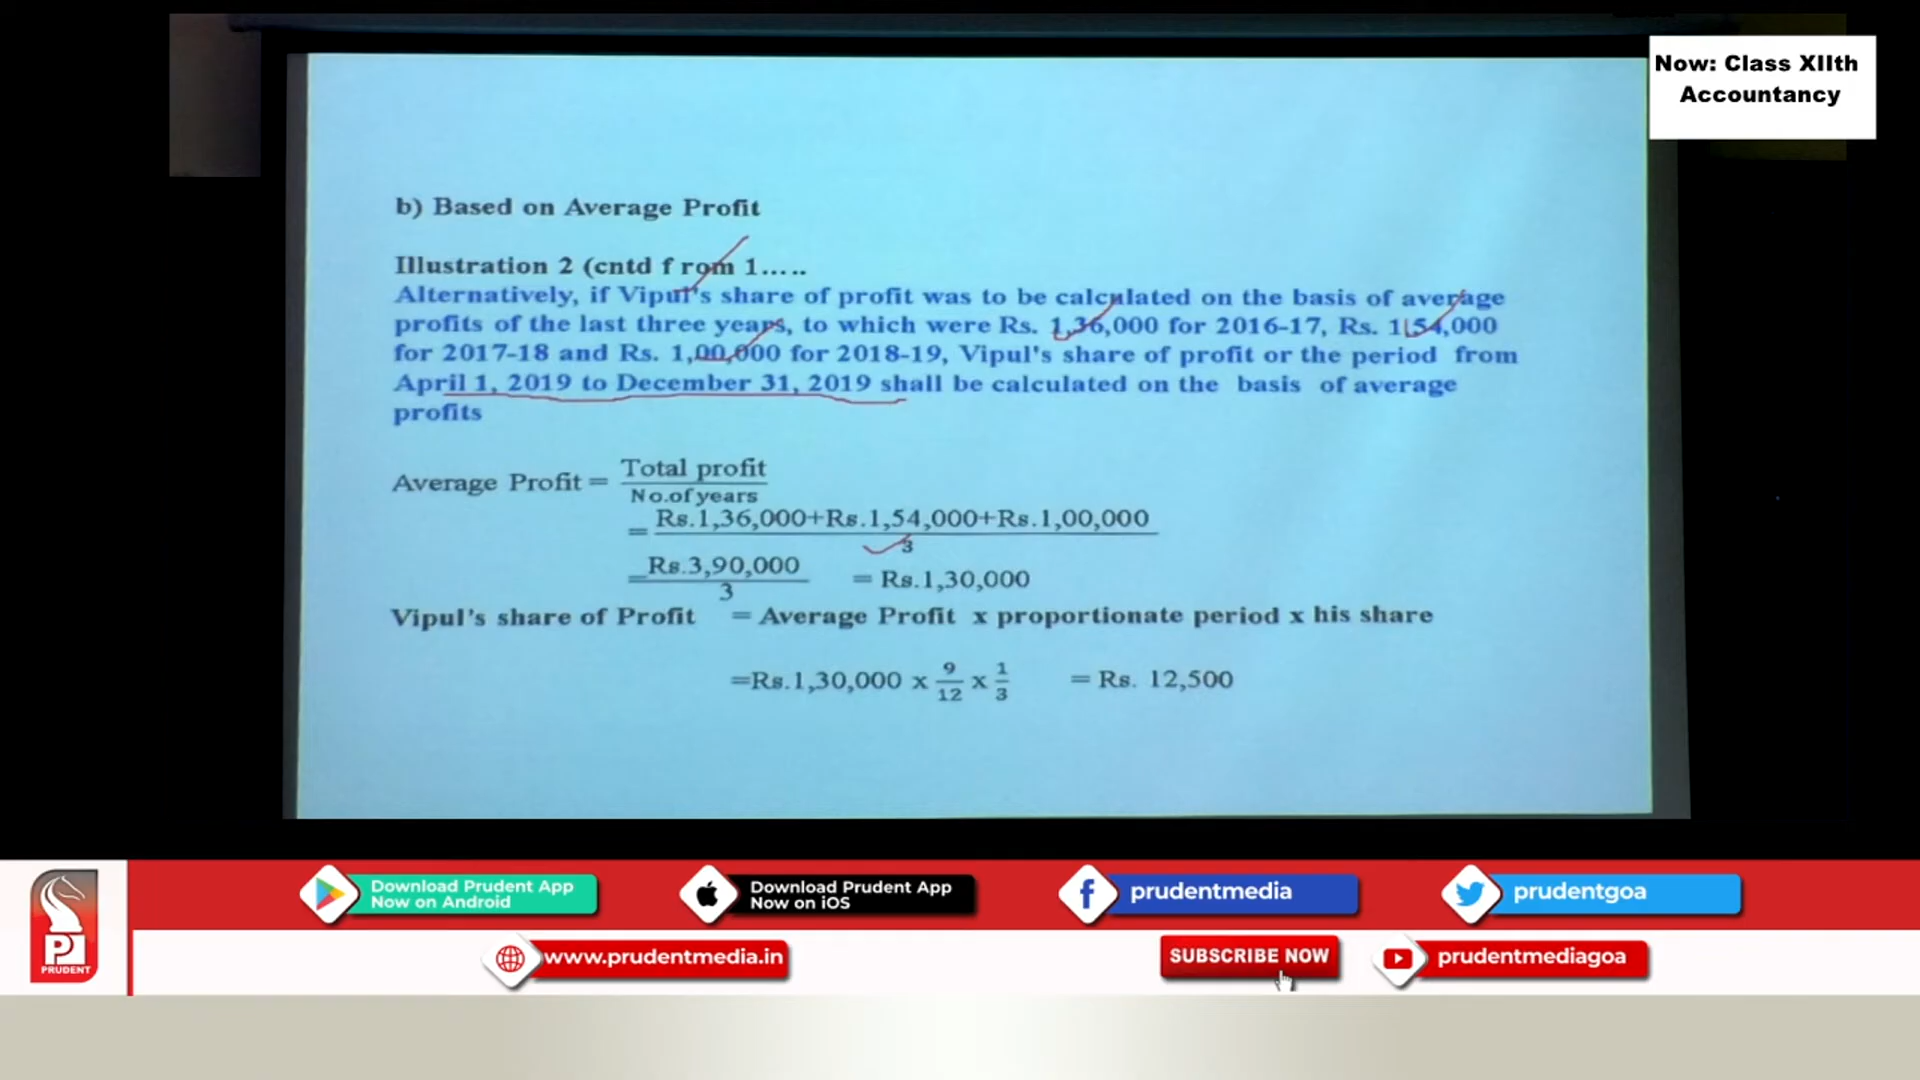 Now: Class XIIth
Accountancy
b) Based on Average Profit
Illustration 2 (cntd f rom 1.....
Alternatively, if Vipul's share of profit was to be calculated on the basis of average
profits of the last three years, to which were Rs. 1,36,000 for 2016-17, Rs. 1,54,000
for 2017-18 and Rs. 1,00,000 for 2018-19, Vipul's share of profit or the period from
April 1, 2019 to December 31, 2019 shall be calculated on the basis of average
profits
Average Profit = Total profit
No.of years
= Rs.1,36,000+Rs.1,54,000+Rs.1,00,000
3
= Rs.3,90,000 = Rs.1,30,000
3
Vipul's share of Profit = Average Profit x proportionate period x his share
=Rs.1,30,000 x 9/12 x 1/3 = Rs. 12,500
Download Prudent App
Now on Android
Download Prudent App
Now on iOS
prudentmedia
prudentgoa
PRUDENT
www.prudentmedia.in
SUBSCRIBE NOW
prudentmediagoa